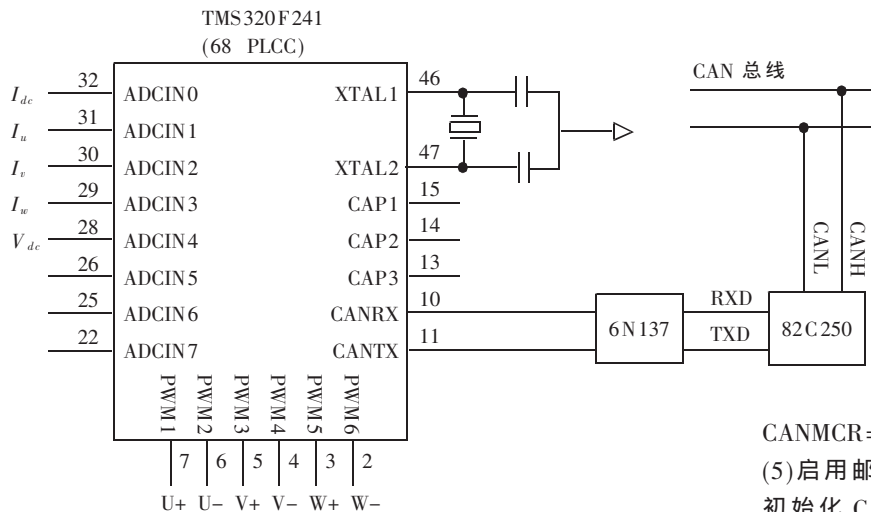 TMS320F241
(68 PLCC)
I_dc 32 ADCIN0
I_u 31 ADCIN1
I_v 30 ADCIN2
I_w 29 ADCIN3
V_dc 28 ADCIN4
26 ADCIN5
25 ADCIN6
22 ADCIN7
XTAL1 46
XTAL2 47
CAP1 15
CAP2 14
CAP3 13
CANRX 10
CANTX 11
PWM1 PWM2 PWM3 PWM4 PWM5 PWM6
7 6 5 4 3 2
U+ U- V+ V- W+ W-
6N137
RXD
TXD
82C250
CANL
CANH
CAN 总线
CANMCR=
(5)启用邮
初始化 C